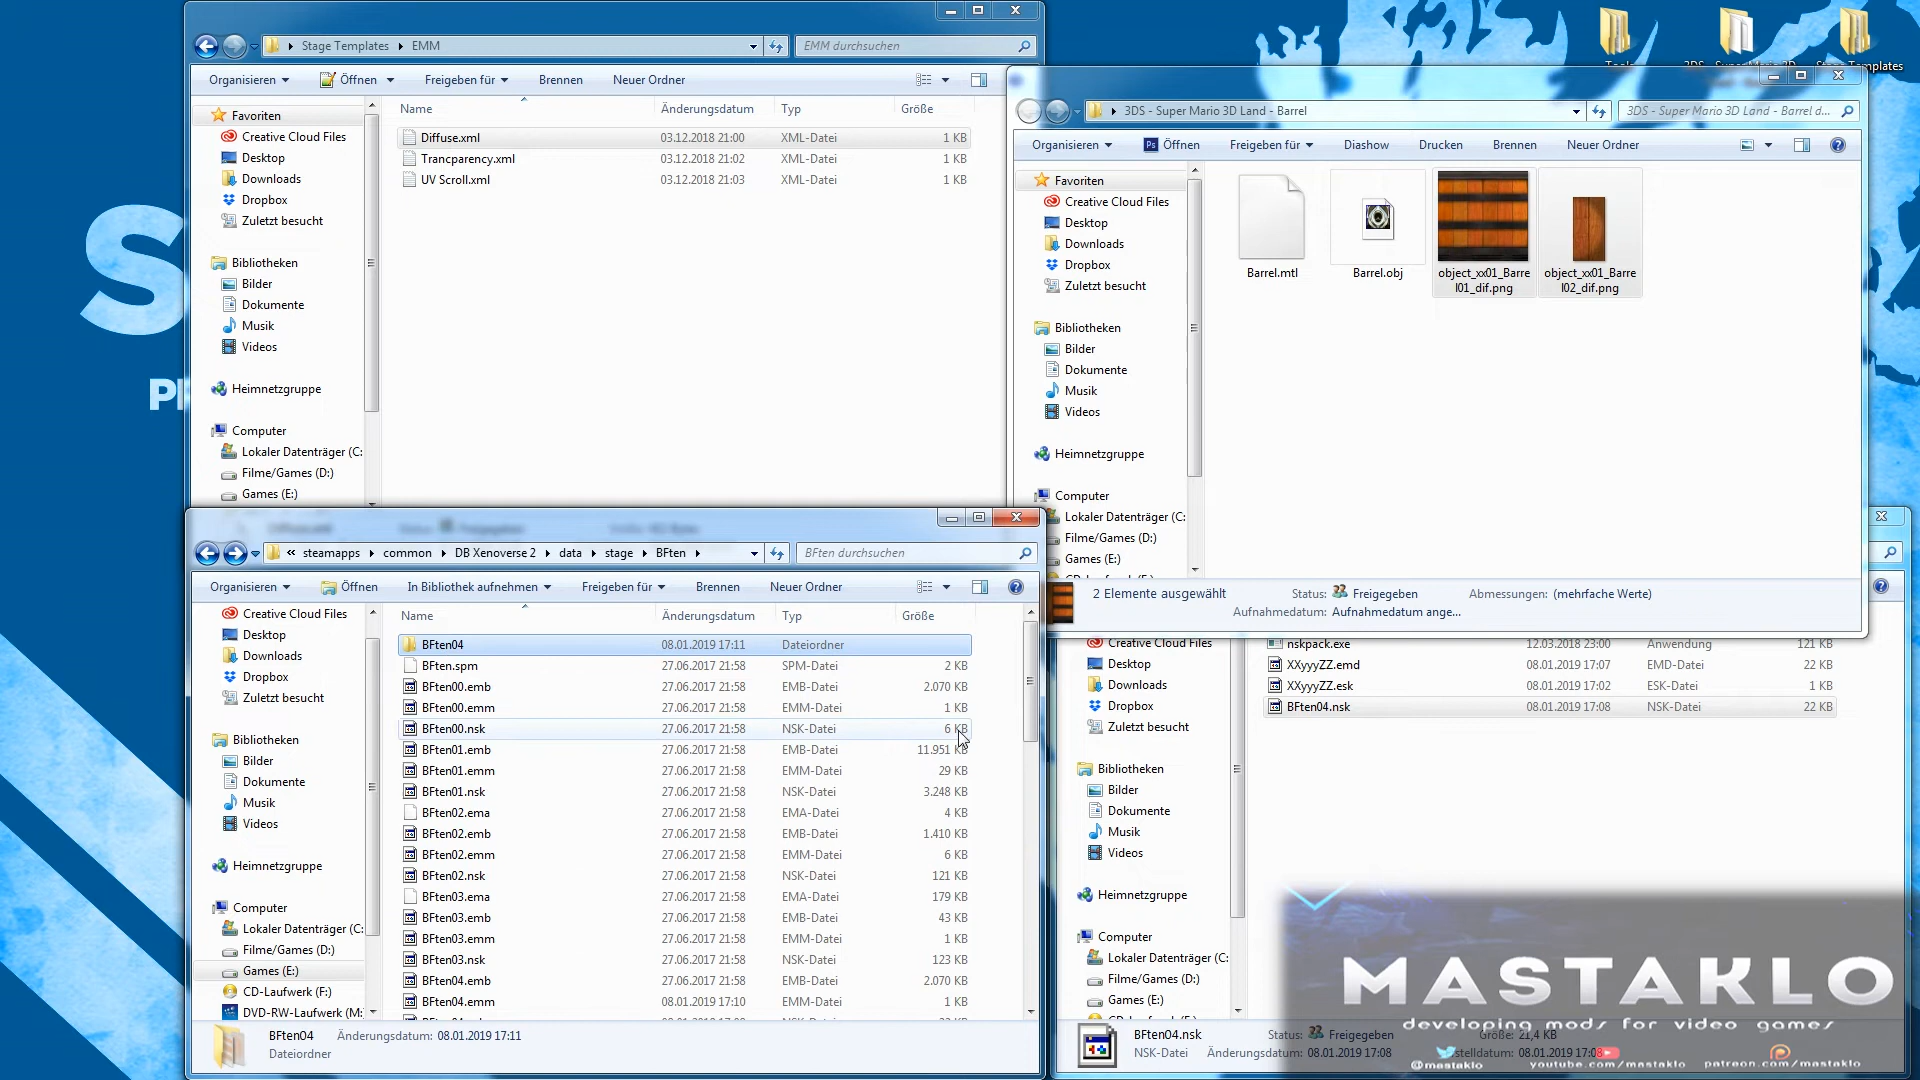 Stage Templates EMM
EMM durchsuchen
Organisieren Öffnen Freigeben für Brennen Neuer Ordner
Name Änderungsdatum Typ Größe
Favoriten
Creative Cloud Files
Desktop
Downloads
Dropbox
Zuletzt besucht
Bibliotheken
Bilder
Dokumente
Musik
Videos
Heimnetzgruppe
Computer
Lokaler Datenträger (C:
Filme/Games (D:)
Games (E:)
Diffuse.xml 03.12.2018 21:00 XML-Datei 1 KB
Trancparency.xml 03.12.2018 21:02 XML-Datei 1 KB
UV Scroll.xml 03.12.2018 21:03 XML-Datei 1 KB
3DS - Super Mario 3D Land - Barrel
3DS - Super Mario 3D Land - Barrel d...
Organisieren Öffnen Freigeben für Diashow Drucken Brennen Neuer Ordner
Favoriten
Creative Cloud Files
Desktop
Downloads
Dropbox
Zuletzt besucht
Bibliotheken
Bilder
Dokumente
Musik
Videos
Heimnetzgruppe
Computer
Lokaler Datenträger (C:
Filme/Games (D:)
Games (E:)
Barrel.mtl
Barrel.obj
object_xx01_Barre
l01_dif.png
object_xx01_Barre
l02_dif.png
2 Elemente ausgewählt Status: Freigegeben Abmessungen: (mehrfache Werte)
Aufnahmedatum: Aufnahmedatum ange...
« steamapps common DB Xenoverse 2 data stage BFten
BFten durchsuchen
Organisieren Öffnen In Bibliothek aufnehmen Freigeben für Brennen Neuer Ordner
Name Änderungsdatum Typ Größe
Creative Cloud Files
Desktop
Downloads
Dropbox
Zuletzt besucht
Bibliotheken
Bilder
Dokumente
Musik
Videos
Heimnetzgruppe
Computer
Lokaler Datenträger (C:
Filme/Games (D:)
Games (E:)
CD-Laufwerk (F:)
DVD-RW-Laufwerk (M:
BFten04 08.01.2019 17:11 Dateiordner
BFten.spm 27.06.2017 21:58 SPM-Datei 2 KB
BFten00.emb 27.06.2017 21:58 EMB-Datei 2.070 KB
BFten00.emm 27.06.2017 21:58 EMM-Datei 1 KB
BFten00.nsk 27.06.2017 21:58 NSK-Datei 6 KB
BFten01.emb 27.06.2017 21:58 EMB-Datei 11.951 KB
BFten01.emm 27.06.2017 21:58 EMM-Datei 29 KB
BFten01.nsk 27.06.2017 21:58 NSK-Datei 3.248 KB
BFten02.ema 27.06.2017 21:58 EMA-Datei 4 KB
BFten02.emb 27.06.2017 21:58 EMB-Datei 1.410 KB
BFten02.emm 27.06.2017 21:58 EMM-Datei 6 KB
BFten02.nsk 27.06.2017 21:58 NSK-Datei 121 KB
BFten03.ema 27.06.2017 21:58 EMA-Datei 179 KB
BFten03.emb 27.06.2017 21:58 EMB-Datei 43 KB
BFten03.emm 27.06.2017 21:58 EMM-Datei 1 KB
BFten03.nsk 27.06.2017 21:58 NSK-Datei 123 KB
BFten04.emb 27.06.2017 21:58 EMB-Datei 2.070 KB
BFten04.emm 08.01.2019 17:10 EMM-Datei 1 KB
BFten04 Änderungsdatum: 08.01.2019 17:11
Dateiordner
Creative Cloud Files
Desktop
Downloads
Dropbox
Zuletzt besucht
Bibliotheken
Bilder
Dokumente
Musik
Videos
Heimnetzgruppe
Computer
Lokaler Datenträger (C:
Filme/Games (D:)
Games (E:)
nskpack.exe 12.03.2018 23:00 Anwendung 121 KB
XXyyyZZ.emd 08.01.2019 17:07 EMD-Datei 22 KB
XXyyyZZ.esk 08.01.2019 17:02 ESK-Datei 1 KB
BFten04.nsk 08.01.2019 17:08 NSK-Datei 22 KB
BFten04.nsk Status: Freigegeben Größe: 21,4 KB
NSK-Datei Änderungsdatum: 08.01.2019 17:08 stelldatum: 08.01.2019 17:08
MASTAKLO
developing mods for video games
@mastaklo youtube.com/mastaklo patreon.com/mastaklo